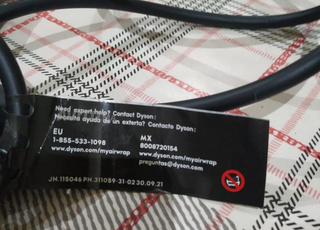 Need expert help? Contact Dyson:
Necesita ayuda de un experto? Contacte Dyson:
EU
1-855-533-1098
www.dyson.com/myairwrap
MX
8008720154
www.dyson.com/myairwrap
preguntas@dyson.com
JH.115046 PH.311089-31-02 30.09.21